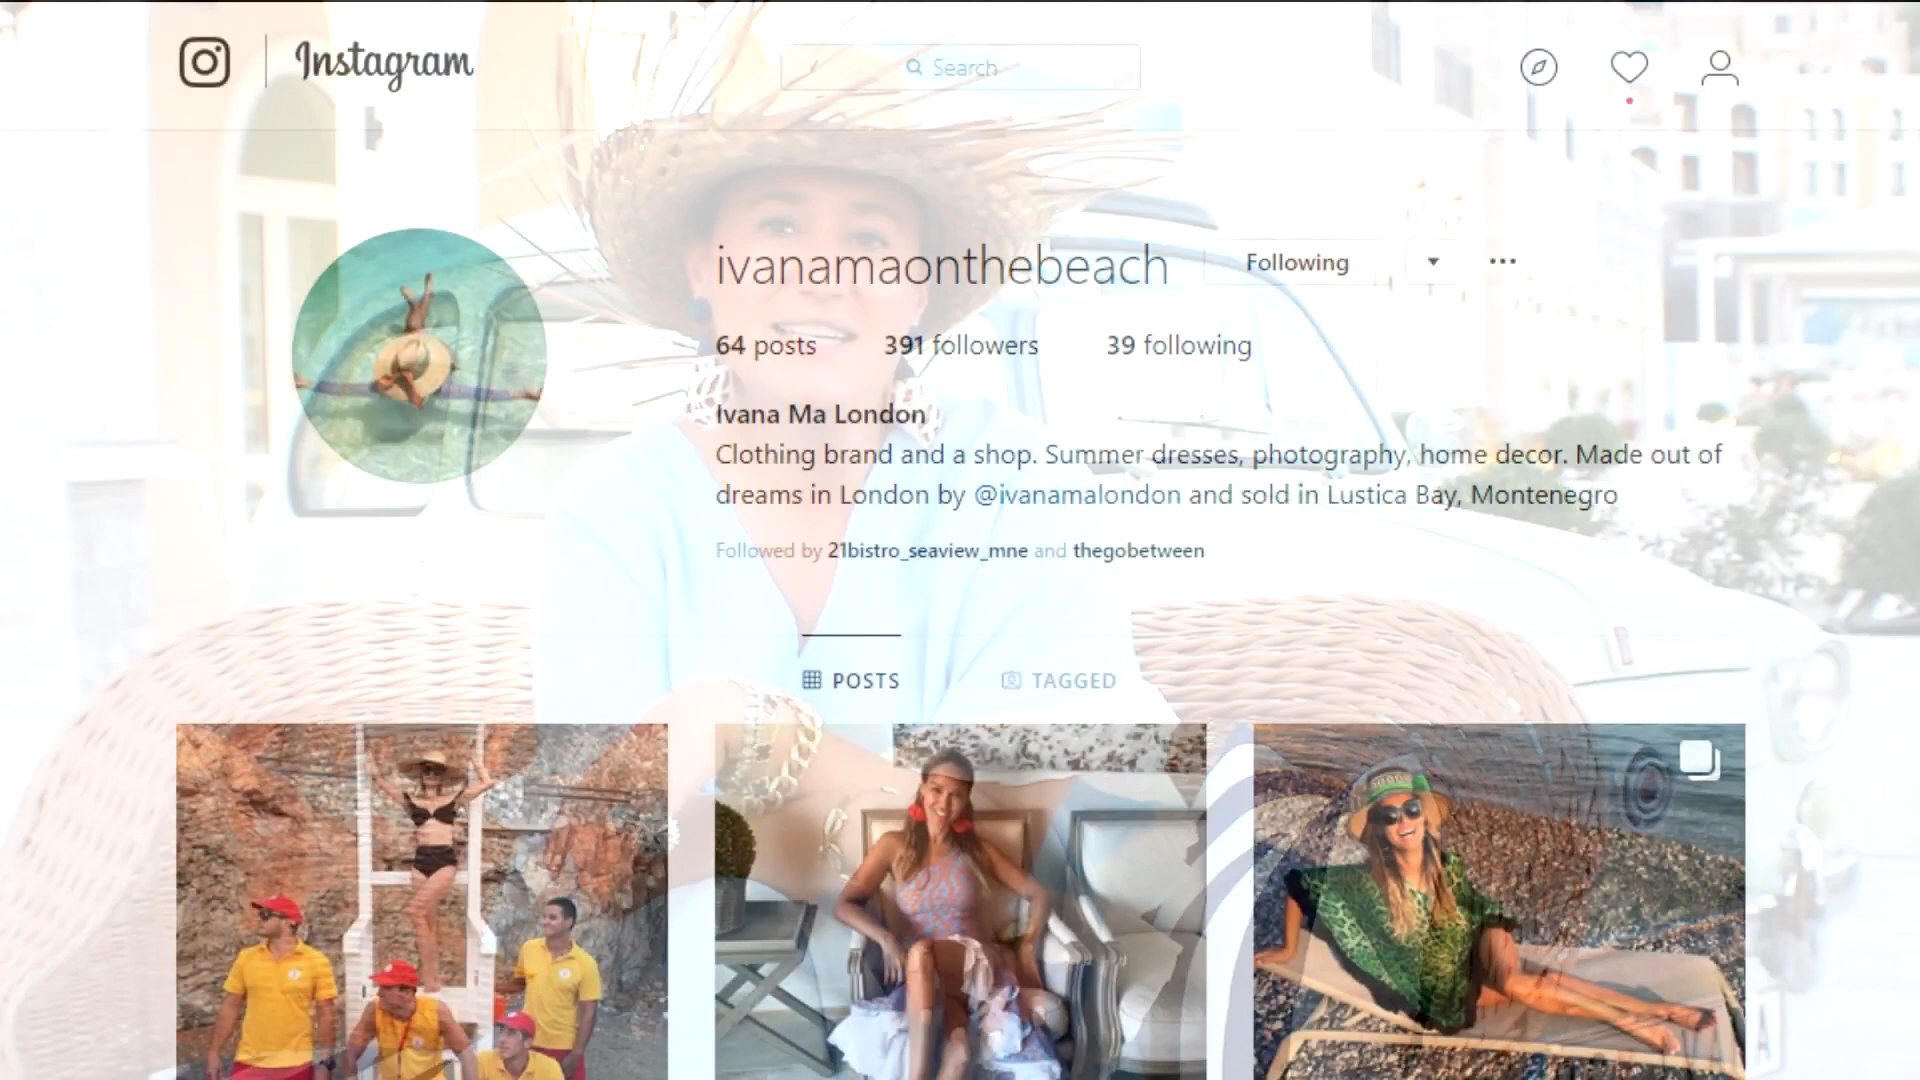 Instagram
Search
ivanamaonthebeach Following
64 posts 391 followers 39 following
Ivana Ma London
Clothing brand and a shop. Summer dresses, photography, home decor. Made out of
dreams in London by @ivanamalondon and sold in Lustica Bay, Montenegro
Followed by 21bistro_seaview_mne and thegobetween
POSTS TAGGED